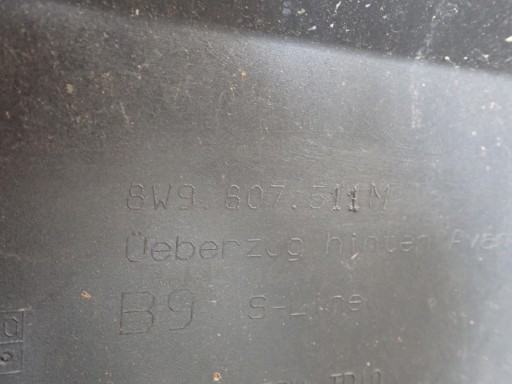 8W9.807.511M
Üeberzug hinten Avant
B9 S-Line